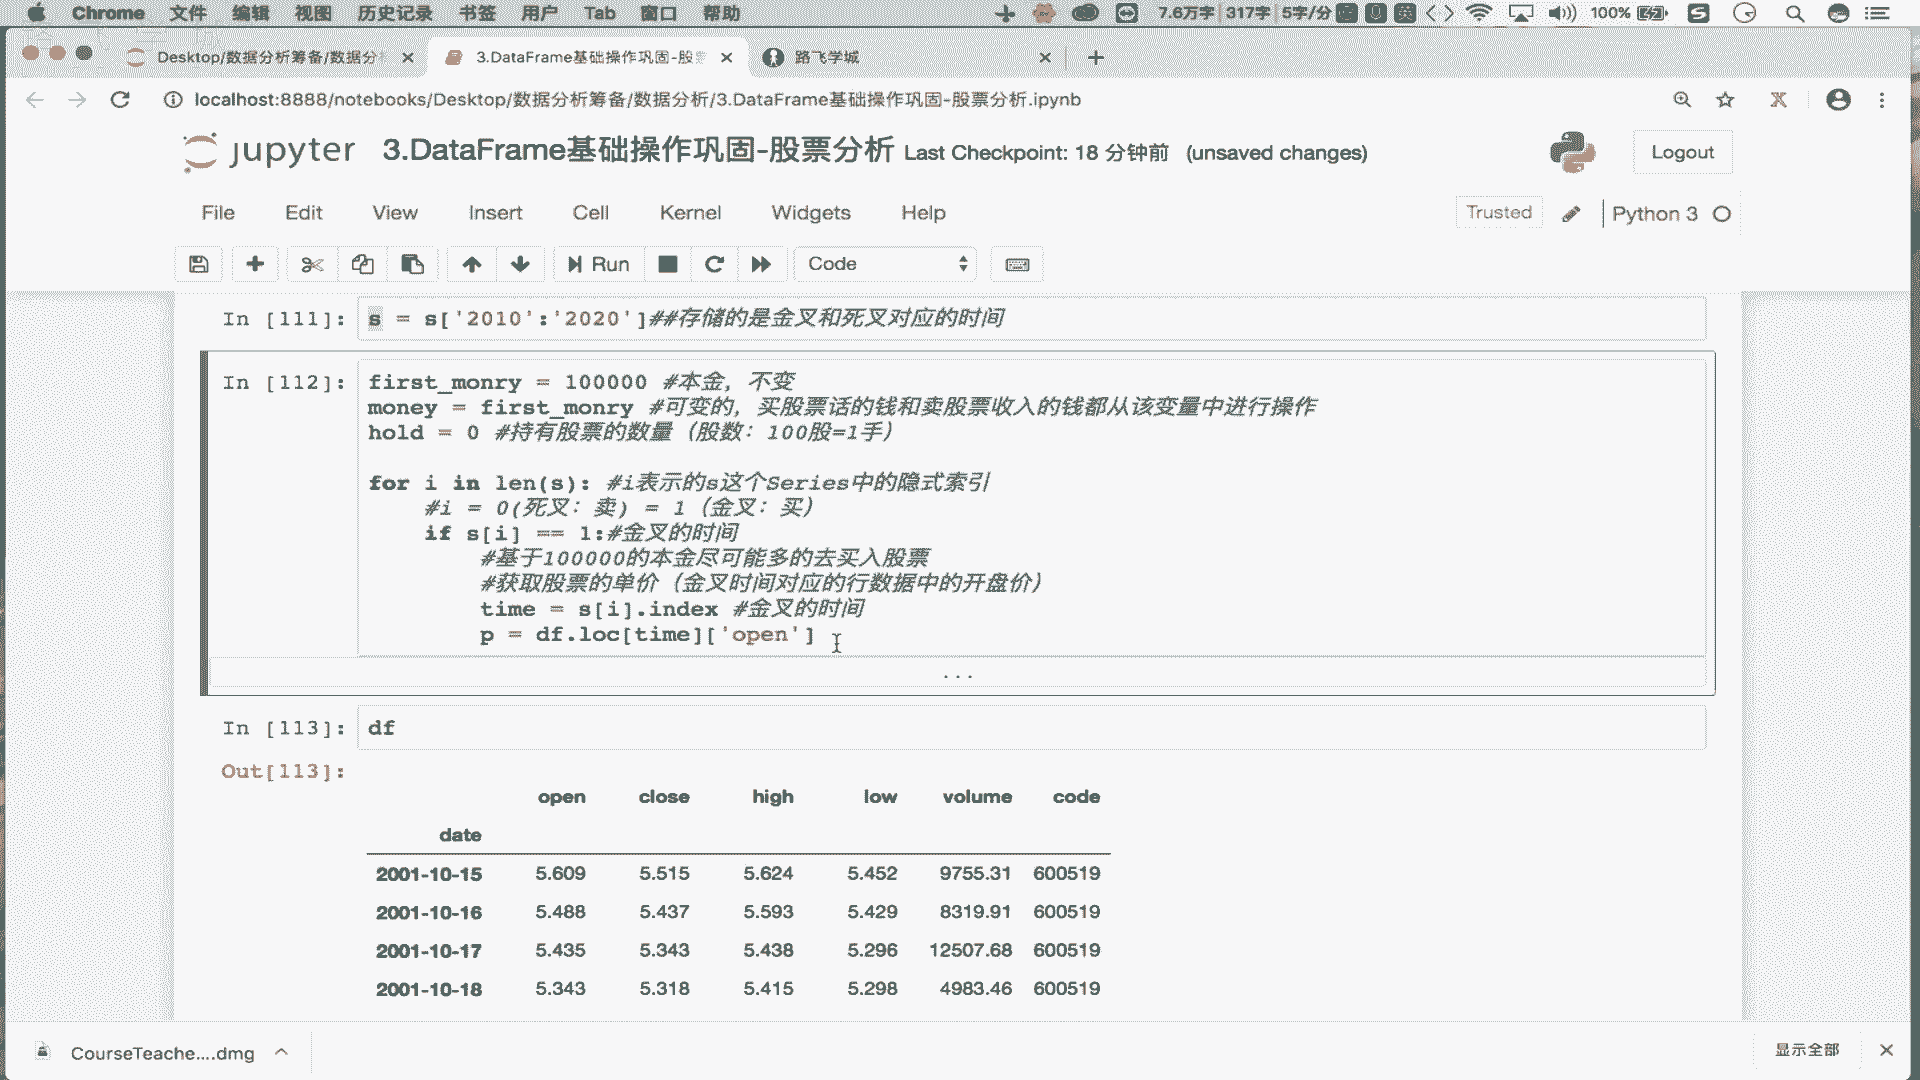 Chrome 文件 编辑 视图 历史记录 书签 用户 Tab 窗口 帮助 7.6万字 317字 5字/分 英 100%
Desktop/数据分析筹备/数据分 3.DataFrame基础操作巩固-股 路飞学城
localhost:8888/notebooks/Desktop/数据分析筹备/数据分析/3.DataFrame基础操作巩固-股票分析.ipynb
jupyter 3.DataFrame基础操作巩固-股票分析 Last Checkpoint: 18 分钟前 (unsaved changes) Logout
File Edit View Insert Cell Kernel Widgets Help Trusted Python 3
Run Code
In [111]: s = s['2010':'2020']##存储的是金叉和死叉对应的时间
In [112]: first_monry = 100000 #本金, 不变
money = first_monry #可变的, 买股票话的钱和卖股票收入的钱都从该变量中进行操作
hold = 0 #持有股票的数量（股数: 100股=1手）
for i in len(s): #i表示的s这个Series中的隐式索引
#i = 0(死叉: 卖) = 1（金叉: 买）
if s[i] == 1:#金叉的时间
#基于100000的本金尽可能多的去买入股票
#获取股票的单价（金叉时间对应的行数据中的开盘价）
time = s[i].index #金叉的时间
p = df.loc[time]['open']
...
In [113]: df
Out[113]:
open close high low volume code
date
2001-10-15 5.609 5.515 5.624 5.452 9755.31 600519
2001-10-16 5.488 5.437 5.593 5.429 8319.91 600519
2001-10-17 5.435 5.343 5.438 5.296 12507.68 600519
2001-10-18 5.343 5.318 5.415 5.298 4983.46 600519
CourseTeache....dmg 显示全部